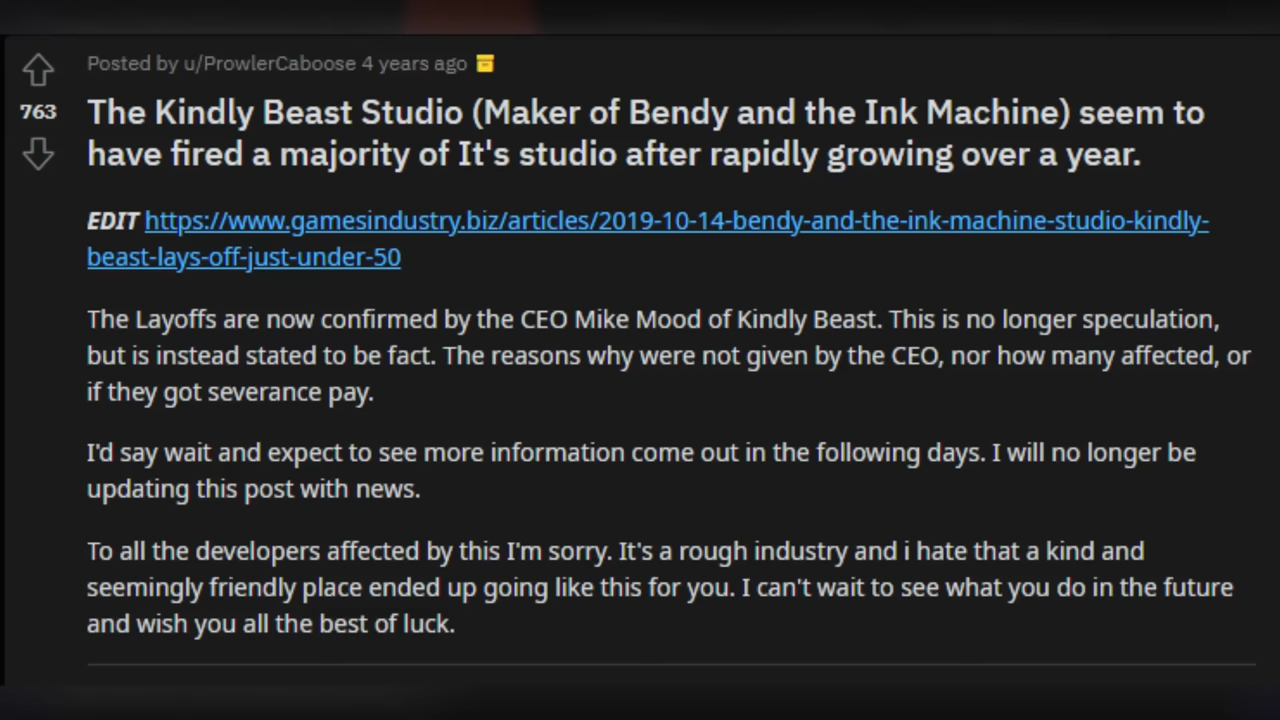 Posted by u/ProwlerCaboose 4 years ago
763
The Kindly Beast Studio (Maker of Bendy and the Ink Machine) seem to
have fired a majority of It's studio after rapidly growing over a year.
EDIT https://www.gamesindustry.biz/articles/2019-10-14-bendy-and-the-ink-machine-studio-kindly-
beast-lays-off-just-under-50
The Layoffs are now confirmed by the CEO Mike Mood of Kindly Beast. This is no longer speculation,
but is instead stated to be fact. The reasons why were not given by the CEO, nor how many affected, or
if they got severance pay.
I'd say wait and expect to see more information come out in the following days. I will no longer be
updating this post with news.
To all the developers affected by this I'm sorry. It's a rough industry and i hate that a kind and
seemingly friendly place ended up going like this for you. I can't wait to see what you do in the future
and wish you all the best of luck.